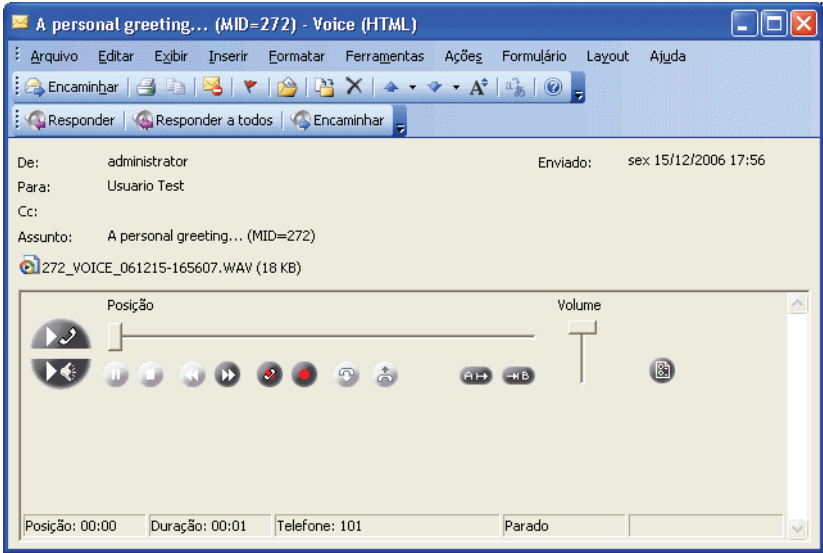 A personal greeting... (MID=272) - Voice (HTML)
Arquivo Editar Exibir Inserir Formatar Ferramentas Ações Formulário Layout Ajuda
Encaminhar
Responder Responder a todos Encaminhar
De: administrator Enviado: sex 15/12/2006 17:56
Para: Usuario Test
Cc:
Assunto: A personal greeting... (MID=272)
272_VOICE_061215-165607.WAV (18 KB)
Posição Volume
A B
Posição: 00:00 Duração: 00:01 Telefone: 101 Parado